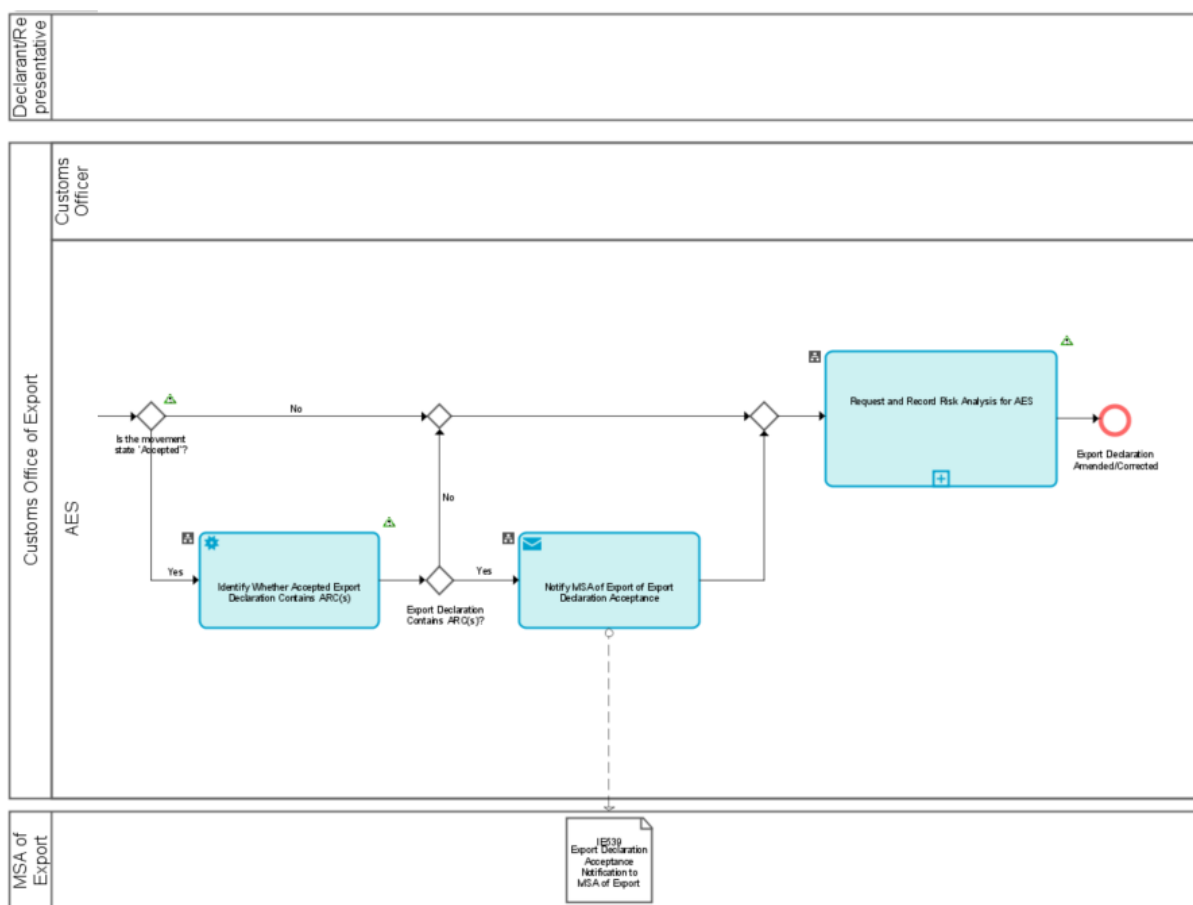 Declarant/Re
presentative
Customs Office of Export
Customs
Officer
AES
Is the movement
state 'Accepted'?
No
Yes
Identify Whether Accepted Export
Declaration Contains ARC(s)
No
Export Declaration
Contains ARC(s)?
Yes
Notify MSA of Export of Export
Declaration Acceptance
Request and Record Risk Analysis for AES
Export Declaration
Amended/Corrected
MSA of
Export
IE539
Export Declaration
Acceptance
Notification to
MSA of Export